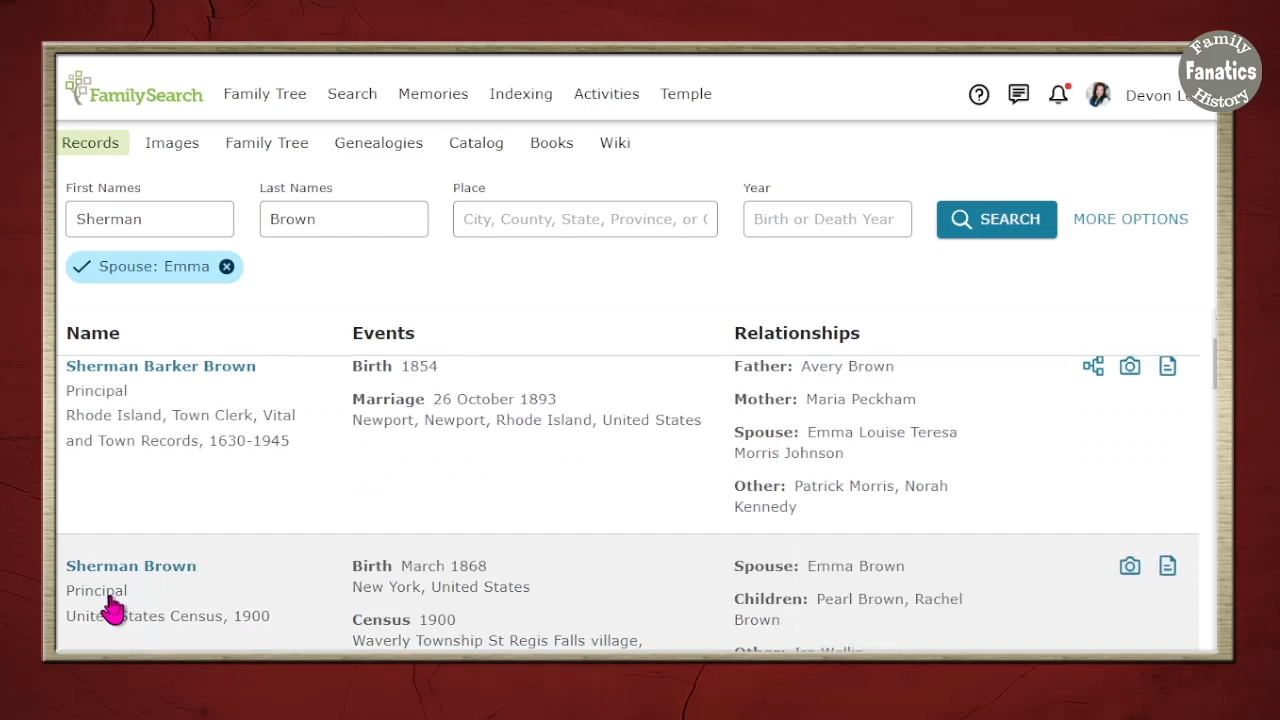 Family
Fanatics
History
FamilySearch
Family Tree
Search
Memories
Indexing
Activities
Temple
Devon
Records
Images
Family Tree
Genealogies
Catalog
Books
Wiki
First Names
Last Names
Place
Year
Sherman
Brown
City, County, State, Province, or
Birth or Death Year
SEARCH
MORE OPTIONS
Spouse: Emma
Name
Events
Relationships
Sherman Barker Brown
Principal
Rhode Island, Town Clerk, Vital
and Town Records, 1630-1945
Birth 1854
Marriage 26 October 1893
Newport, Newport, Rhode Island, United States
Father: Avery Brown
Mother: Maria Peckham
Spouse: Emma Louise Teresa
Morris Johnson
Other: Patrick Morris, Norah
Kennedy
Sherman Brown
Principal
United States Census, 1900
Birth March 1868
New York, United States
Census 1900
Waverly Township St Regis Falls village,
Spouse: Emma Brown
Children: Pearl Brown, Rachel
Brown